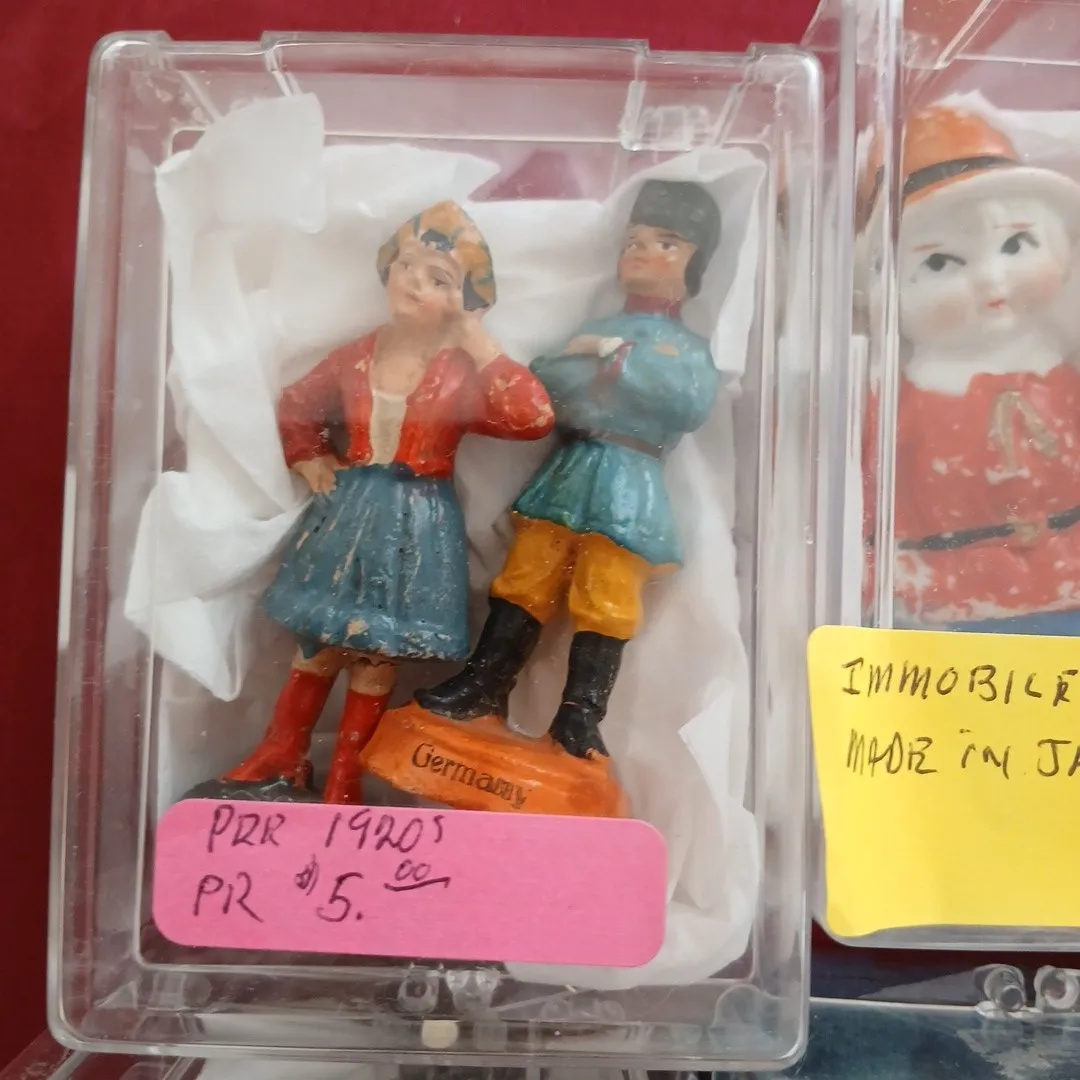 Germany
PRR 1920s
PR $5.00
IMMOBILE
MADE IN JA